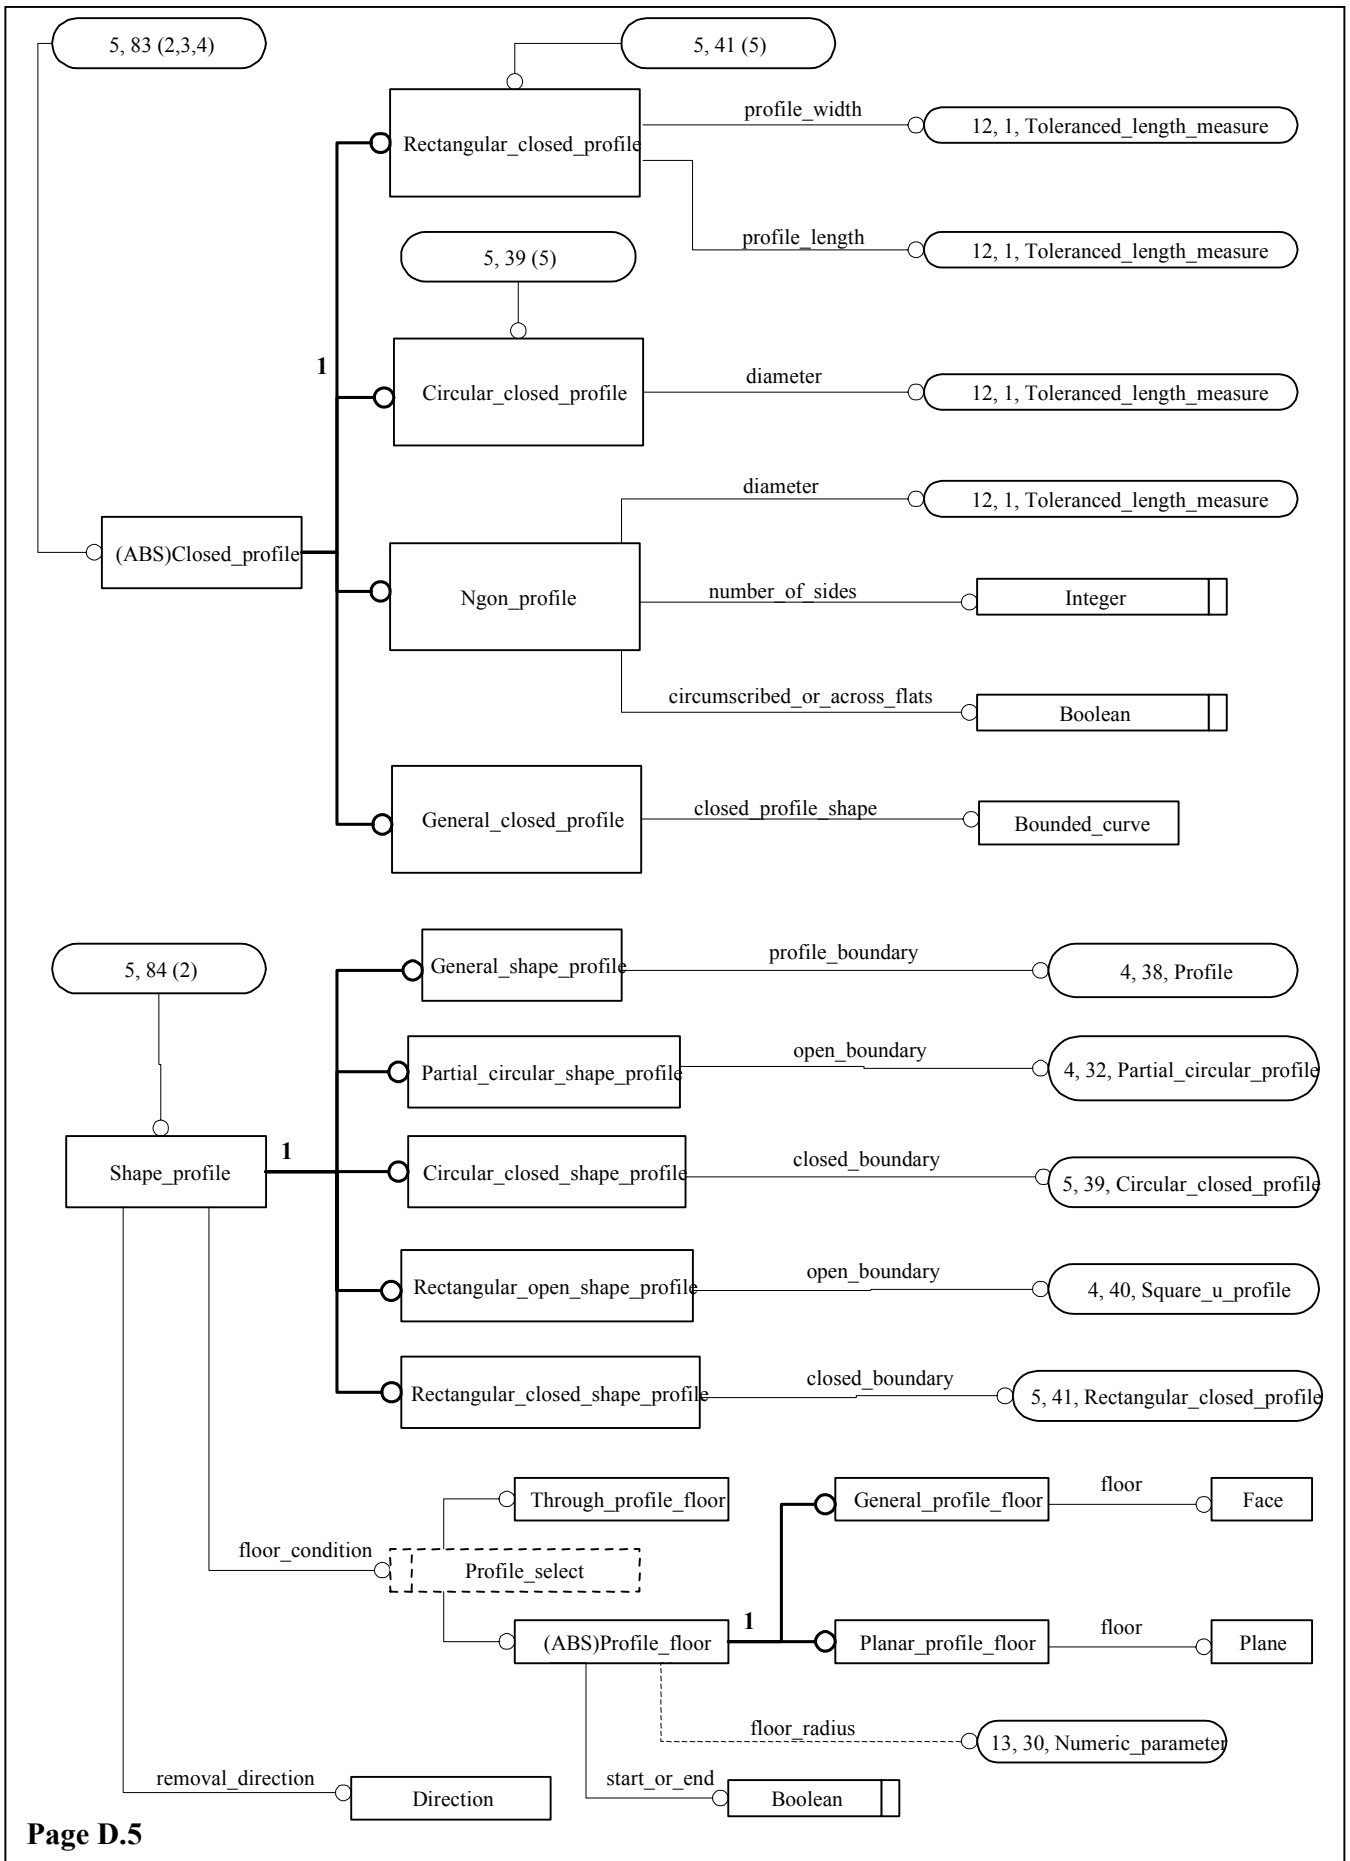 5, 83 (2,3,4)
5, 41 (5)
profile_width
12, 1, Toleranced_length_measure
Rectangular_closed_profile
profile_length
12, 1, Toleranced_length_measure
5, 39 (5)
1
Circular_closed_profile
diameter
12, 1, Toleranced_length_measure
diameter
12, 1, Toleranced_length_measure
(ABS)Closed_profile
Ngon_profile
number_of_sides
Integer
circumscribed_or_across_flats
Boolean
General_closed_profile
closed_profile_shape
Bounded_curve
5, 84 (2)
General_shape_profile
profile_boundary
4, 38, Profile
Partial_circular_shape_profile
open_boundary
4, 32, Partial_circular_profile
Shape_profile
1
Circular_closed_shape_profile
closed_boundary
5, 39, Circular_closed_profile
Rectangular_open_shape_profile
open_boundary
4, 40, Square_u_profile
Rectangular_closed_shape_profile
closed_boundary
5, 41, Rectangular_closed_profile
Through_profile_floor
General_profile_floor
floor
Face
floor_condition
Profile_select
(ABS)Profile_floor
1
Planar_profile_floor
floor
Plane
floor_radius
13, 30, Numeric_parameter
removal_direction
Direction
start_or_end
Boolean
Page D.5